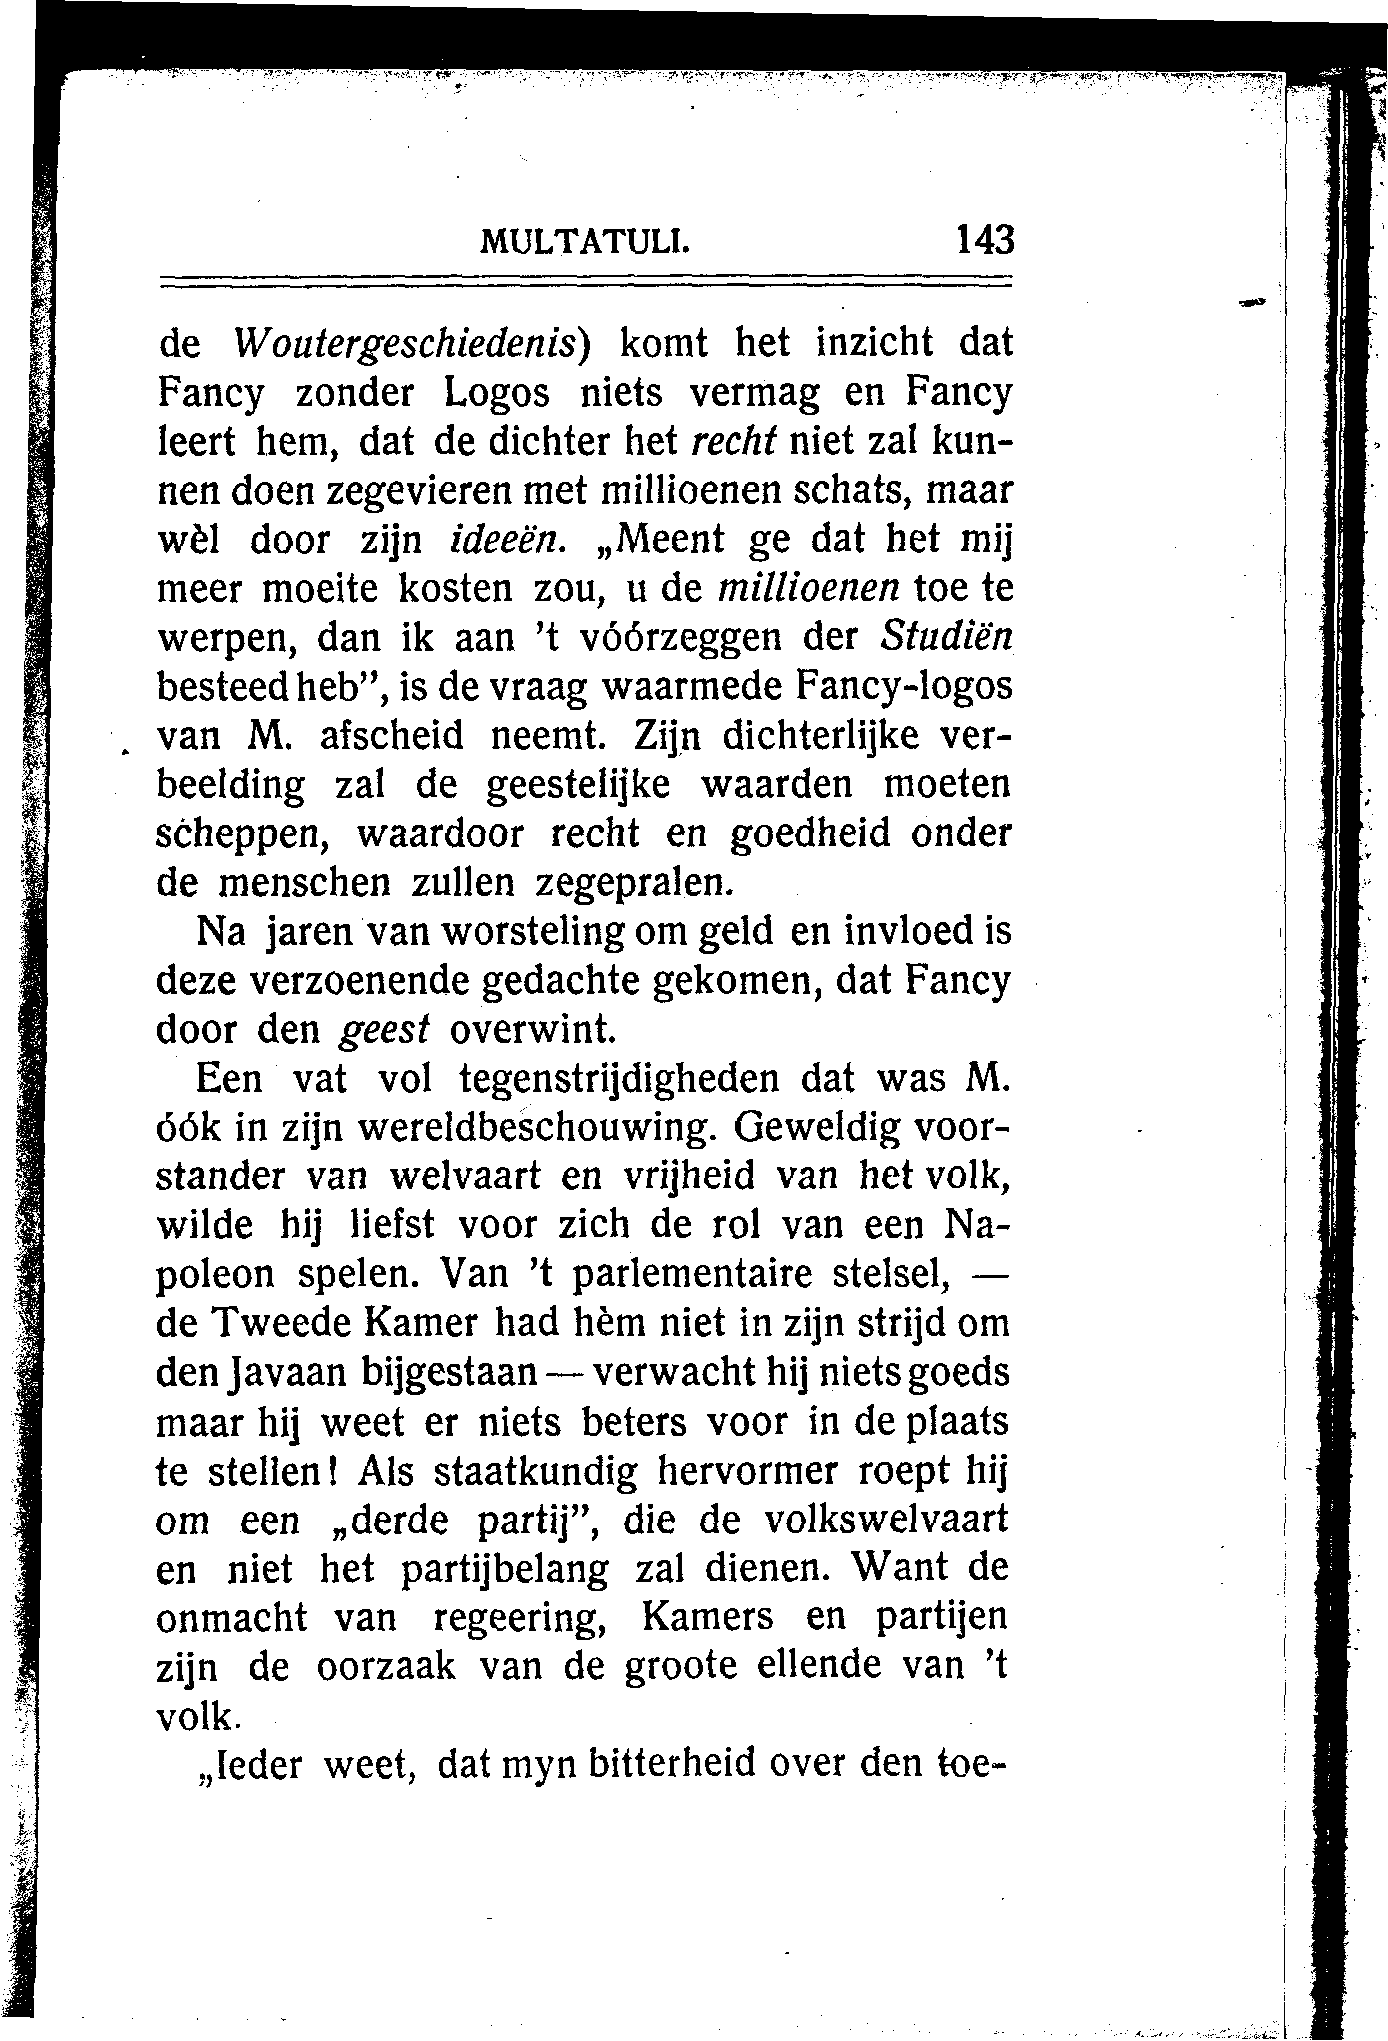 MULTATULI. 143
de Woutergeschiedenis) komt het inzicht dat
Fancy zonder Logos niets vermag en Fancy
leert hem, dat de dichter het recht niet zal kun-
nen doen zegevieren met millioenen schats, maar
wèl door zijn ideeën. „Meent ge dat het mij
meer moeite kosten zou, u de millioenen toe te
werpen, dan ik aan 't vóórzeggen der Studiën
besteed heb”, is de vraag waarmede Fancy-logos
van M. afscheid neemt. Zijn dichterlijke ver-
beelding zal de geestelijke waarden moeten
scheppen, waardoor recht en goedheid onder
de menschen zullen zegepralen.
Na jaren van worsteling om geld en invloed is
deze verzoenende gedachte gekomen, dat Fancy
door den geest overwint.
Een vat vol tegenstrijdigheden dat was M.
óók in zijn wereldbeschouwing. Geweldig voor-
stander van welvaart en vrijheid van het volk,
wilde hij liefst voor zich de rol van een Na-
poleon spelen. Van 't parlementaire stelsel, —
de Tweede Kamer had hèm niet in zijn strijd om
den Javaan bijgestaan — verwacht hij niets goeds
maar hij weet er niets beters voor in de plaats
te stellen! Als staatkundig hervormer roept hij
om een „derde partij”, die de volkswelvaart
en niet het partijbelang zal dienen. Want de
onmacht van regeering, Kamers en partijen
zijn de oorzaak van de groote ellende van 't
volk.
„Ieder weet, dat myn bitterheid over den toe-